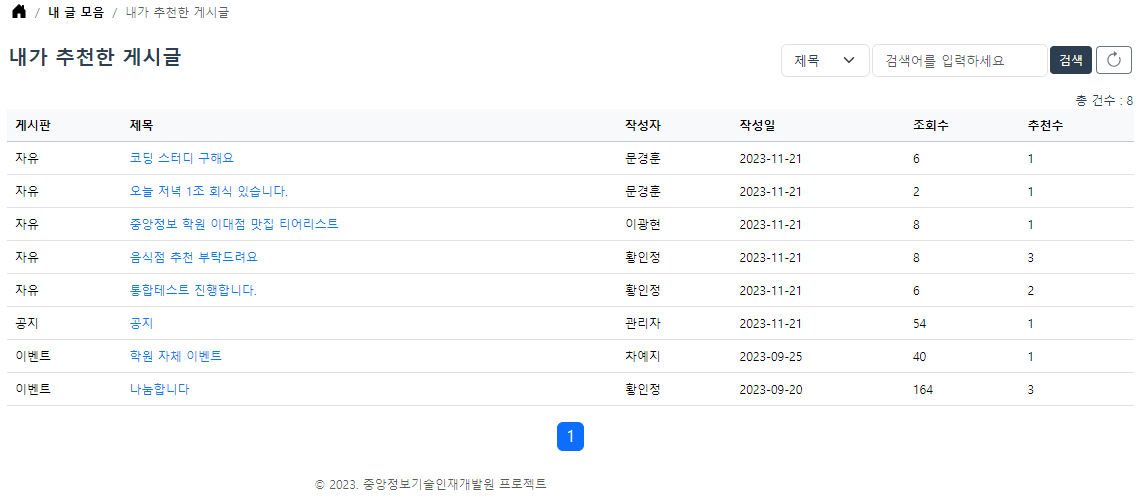 / 내 글 모음 / 내가 추천한 게시글
내가 추천한 게시글
제목 검색어를 입력하세요 검색
총 건수 : 8
게시판 제목 작성자 작성일 조회수 추천수
자유 코딩 스터디 구해요 문경훈 2023-11-21 6 1
자유 오늘 저녁 1조 회식 있습니다. 문경훈 2023-11-21 2 1
자유 중앙정보 학원 이대점 맛집 티어리스트 이광현 2023-11-21 8 1
자유 음식점 추천 부탁드려요 황인정 2023-11-21 8 3
자유 통합테스트 진행합니다. 황인정 2023-11-21 6 2
공지 공지 관리자 2023-11-21 54 1
이벤트 학원 자체 이벤트 차예지 2023-09-25 40 1
이벤트 나눔합니다 황인정 2023-09-20 164 3
1
© 2023. 중앙정보기술인재개발원 프로젝트